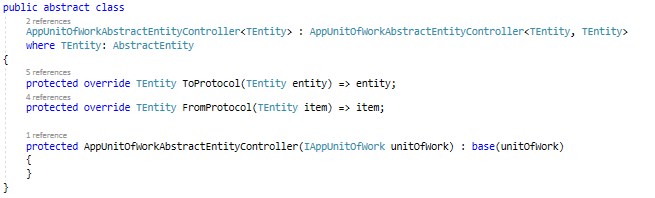 public abstract class
2 references
AppUnitOfWorkAbstractEntityController<TEntity> : AppUnitOfWorkAbstractEntityController<TEntity, TEntity>
where TEntity: AbstractEntity
{
5 references
protected override TEntity ToProtocol(TEntity entity) => entity;
4 references
protected override TEntity FromProtocol(TEntity item) => item;
1 reference
protected AppUnitOfWorkAbstractEntityController(IAppUnitOfWork unitOfWork) : base(unitOfWork)
{
}
}